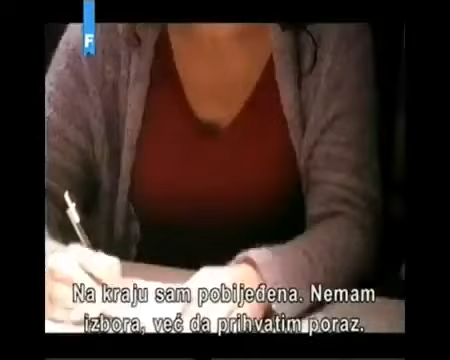 F
Na kraju sam pobijeđena. Nemam
izbora, već da prihvatim poraz.